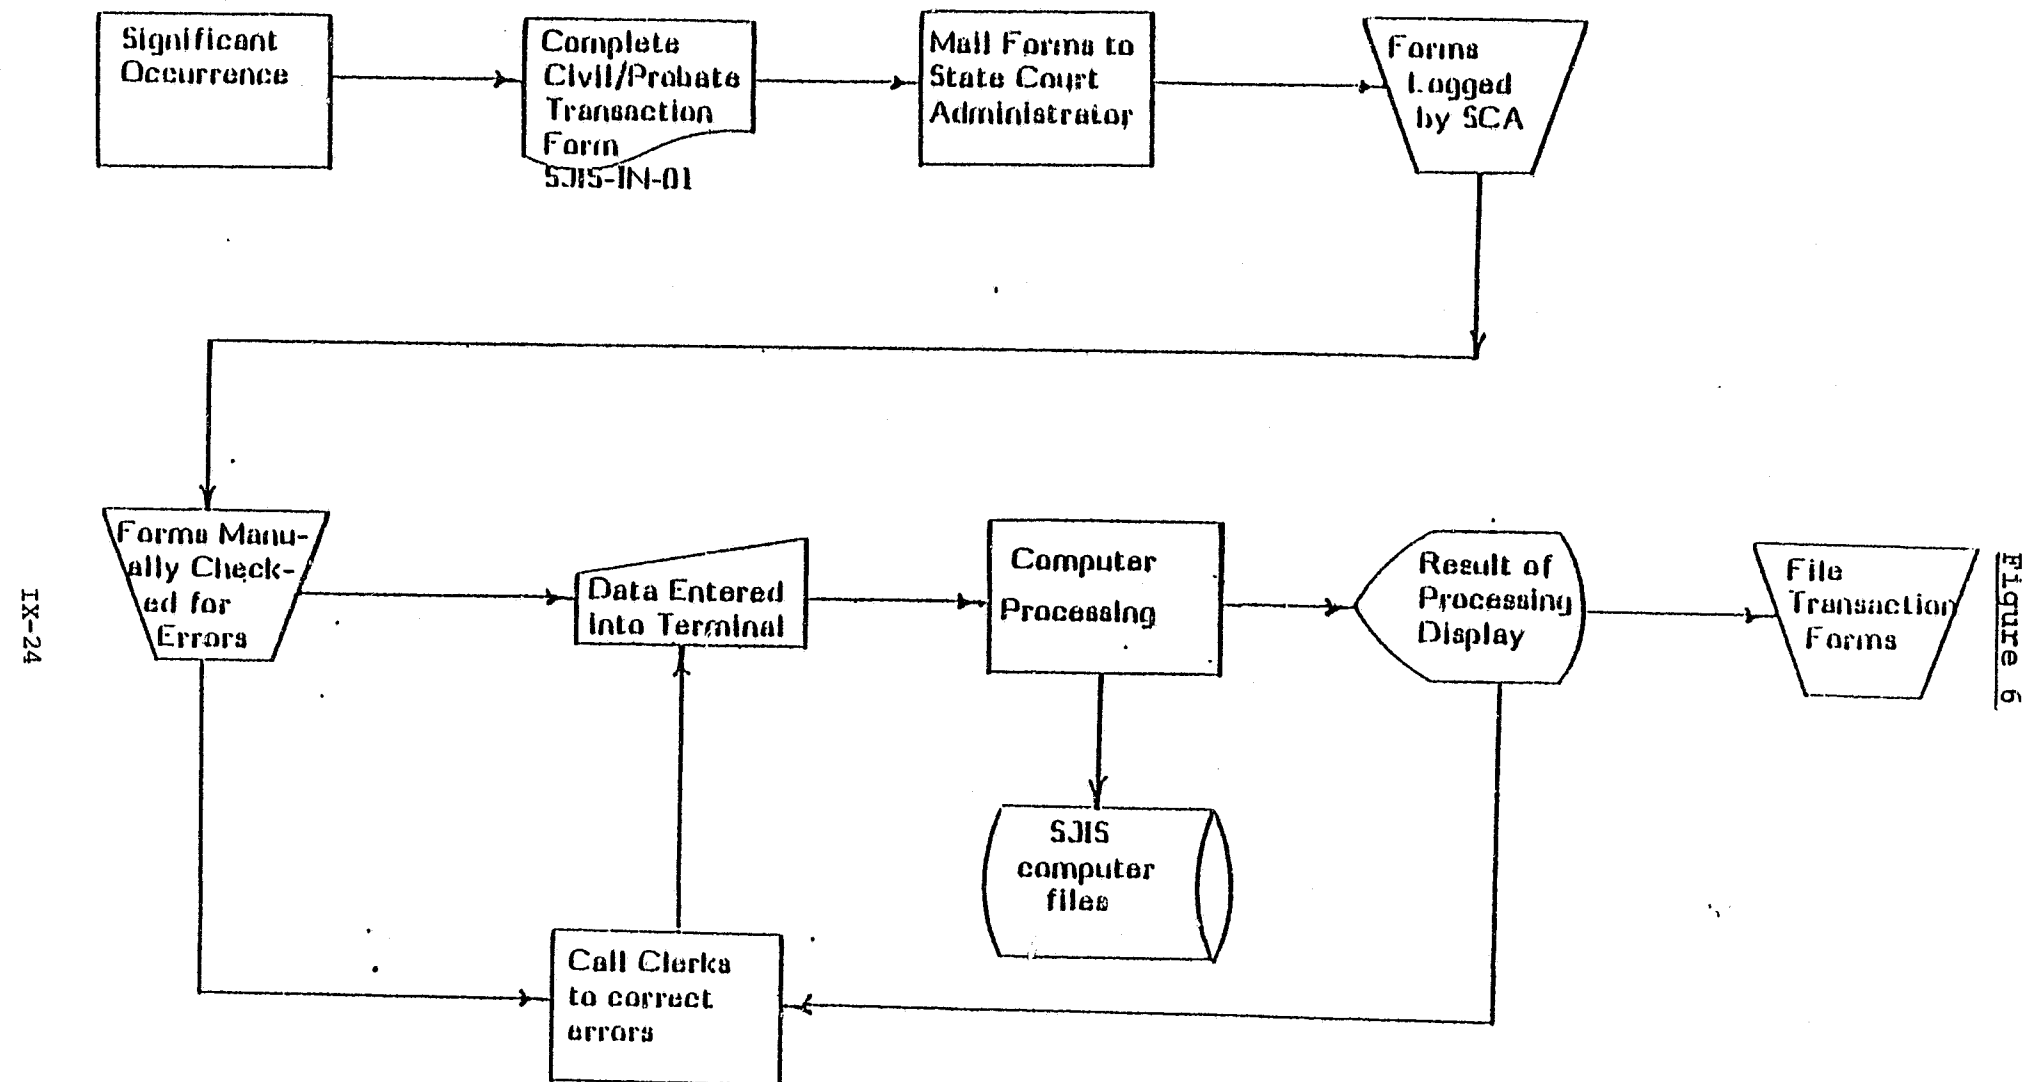 Significant
Occurrence
Complete
Civil/Probate
Transaction
Form
SJIS-IN-01
Mail Forms to
State Court
Administrator
Forms
Logged
by SCA
Forms Manu-
ally Check-
ed for
Errors
Data Entered
into Terminal
Computer
Processing
Result of
Processing
Display
File
Transaction
Forms
SJIS
computer
files
Call Clerks
to correct
errors
IX-24
Figure 6